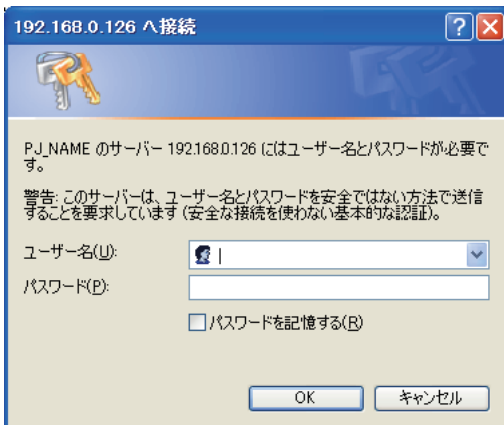 192.168.0.126 へ接続
PJ_NAME のサーバー 192.168.0.126 にはユーザー名とパスワードが必要で
す。
警告: このサーバーは、ユーザー名とパスワードを安全ではない方法で送信
することを要求しています (安全な接続を使わない基本的な認証)。
ユーザー名(U):
パスワード(P):
パスワードを記憶する(R)
OK
キャンセル